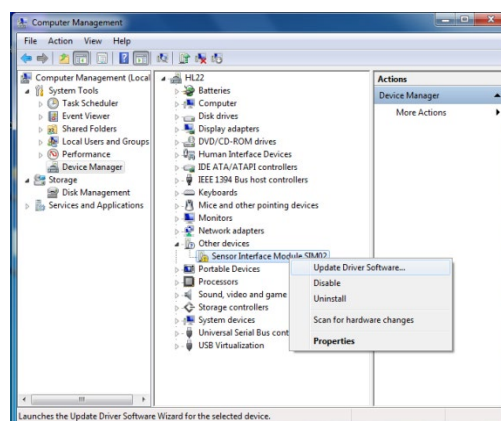 Computer Management
File Action View Help
Computer Management (Local
System Tools
Task Scheduler
Event Viewer
Shared Folders
Local Users and Groups
Performance
Device Manager
Storage
Disk Management
Services and Applications
HL22
Batteries
Computer
Disk drives
Display adapters
DVD/CD-ROM drives
Human Interface Devices
IDE ATA/ATAPI controllers
IEEE 1394 Bus host controllers
Keyboards
Mice and other pointing devices
Monitors
Network adapters
Other devices
Sensor Interface Module SIM02
Portable Devices
Processors
Sound, video and game
Storage controllers
System devices
Universal Serial Bus cont
USB Virtualization
Update Driver Software...
Disable
Uninstall
Scan for hardware changes
Properties
Actions
Device Manager
More Actions
Launches the Update Driver Software Wizard for the selected device.